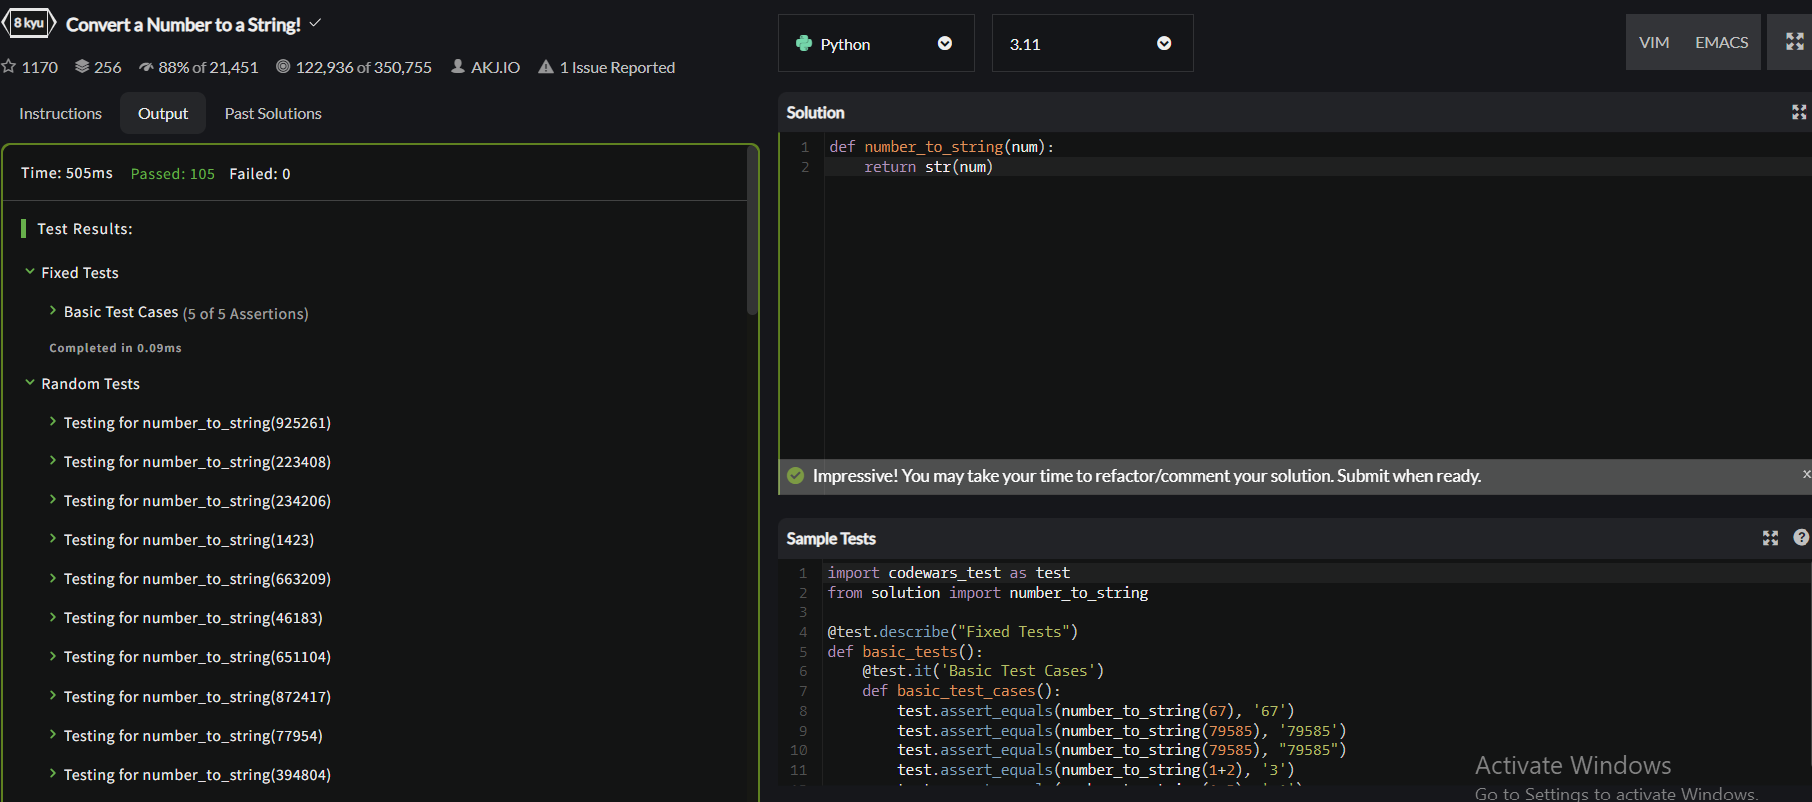 8 kyu Convert a Number to a String!
1170 256 88% of 21,451 122,936 of 350,755 AKJ.IO 1 Issue Reported
Instructions Output Past Solutions
Time: 505ms Passed: 105 Failed: 0
Test Results:
Fixed Tests
Basic Test Cases (5 of 5 Assertions)
Completed in 0.09ms
Random Tests
Testing for number_to_string(925261)
Testing for number_to_string(223408)
Testing for number_to_string(234206)
Testing for number_to_string(1423)
Testing for number_to_string(663209)
Testing for number_to_string(46183)
Testing for number_to_string(651104)
Testing for number_to_string(872417)
Testing for number_to_string(77954)
Testing for number_to_string(394804)
Python 3.11 VIM EMACS
Solution
1 def number_to_string(num):
2     return str(num)
Impressive! You may take your time to refactor/comment your solution. Submit when ready. x
Sample Tests ?
1 import codewars_test as test
2 from solution import number_to_string
3
4 @test.describe("Fixed Tests")
5 def basic_tests():
6     @test.it('Basic Test Cases')
7     def basic_test_cases():
8         test.assert_equals(number_to_string(67), '67')
9         test.assert_equals(number_to_string(79585), '79585')
10         test.assert_equals(number_to_string(79585), "79585")
11         test.assert_equals(number_to_string(1+2), '3')
Activate Windows
Go to Settings to activate Windows.